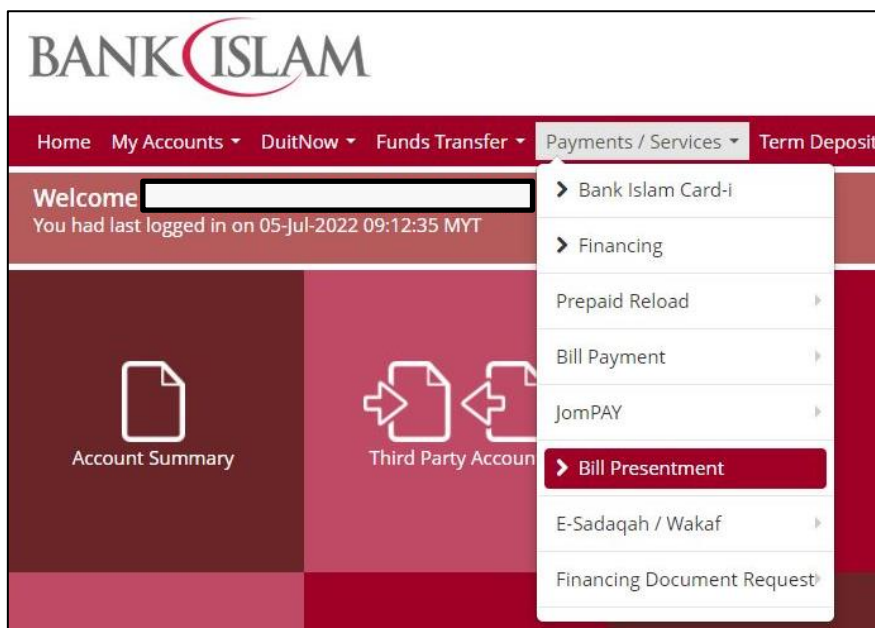 BANK ISLAM
Home My Accounts DuitNow Funds Transfer Payments / Services Term Deposit
Welcome
You had last logged in on 05-Jul-2022 09:12:35 MYT
Bank Islam Card-i
Financing
Prepaid Reload
Bill Payment
JomPAY
Bill Presentment
E-Sadaqah / Wakaf
Financing Document Request
Account Summary
Third Party Accoun